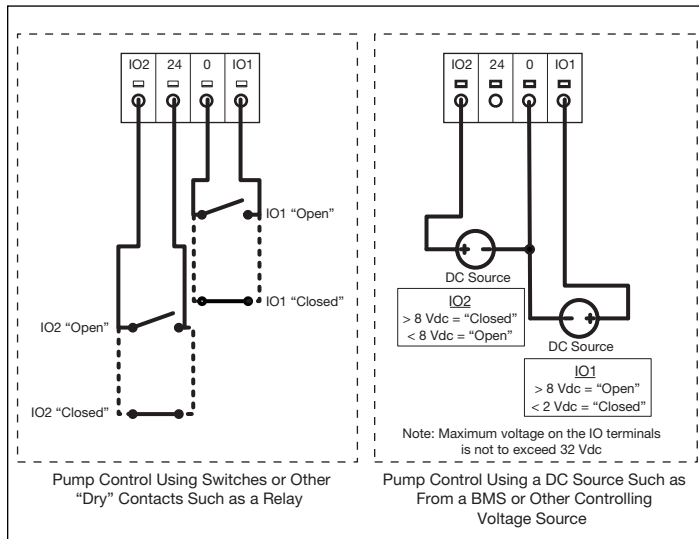 IO2 24 0 IO1
IO1 “Open”
IO1 “Closed”
IO2 “Open”
IO2 “Closed”
Pump Control Using Switches or Other
“Dry” Contacts Such as a Relay
IO2 24 0 IO1
+ −
DC Source
IO2
> 8 Vdc = “Closed”
< 8 Vdc = “Open”
− +
DC Source
IO1
> 8 Vdc = “Open”
< 2 Vdc = “Closed”
Note: Maximum voltage on the IO terminals
is not to exceed 32 Vdc
Pump Control Using a DC Source Such as
From a BMS or Other Controlling
Voltage Source